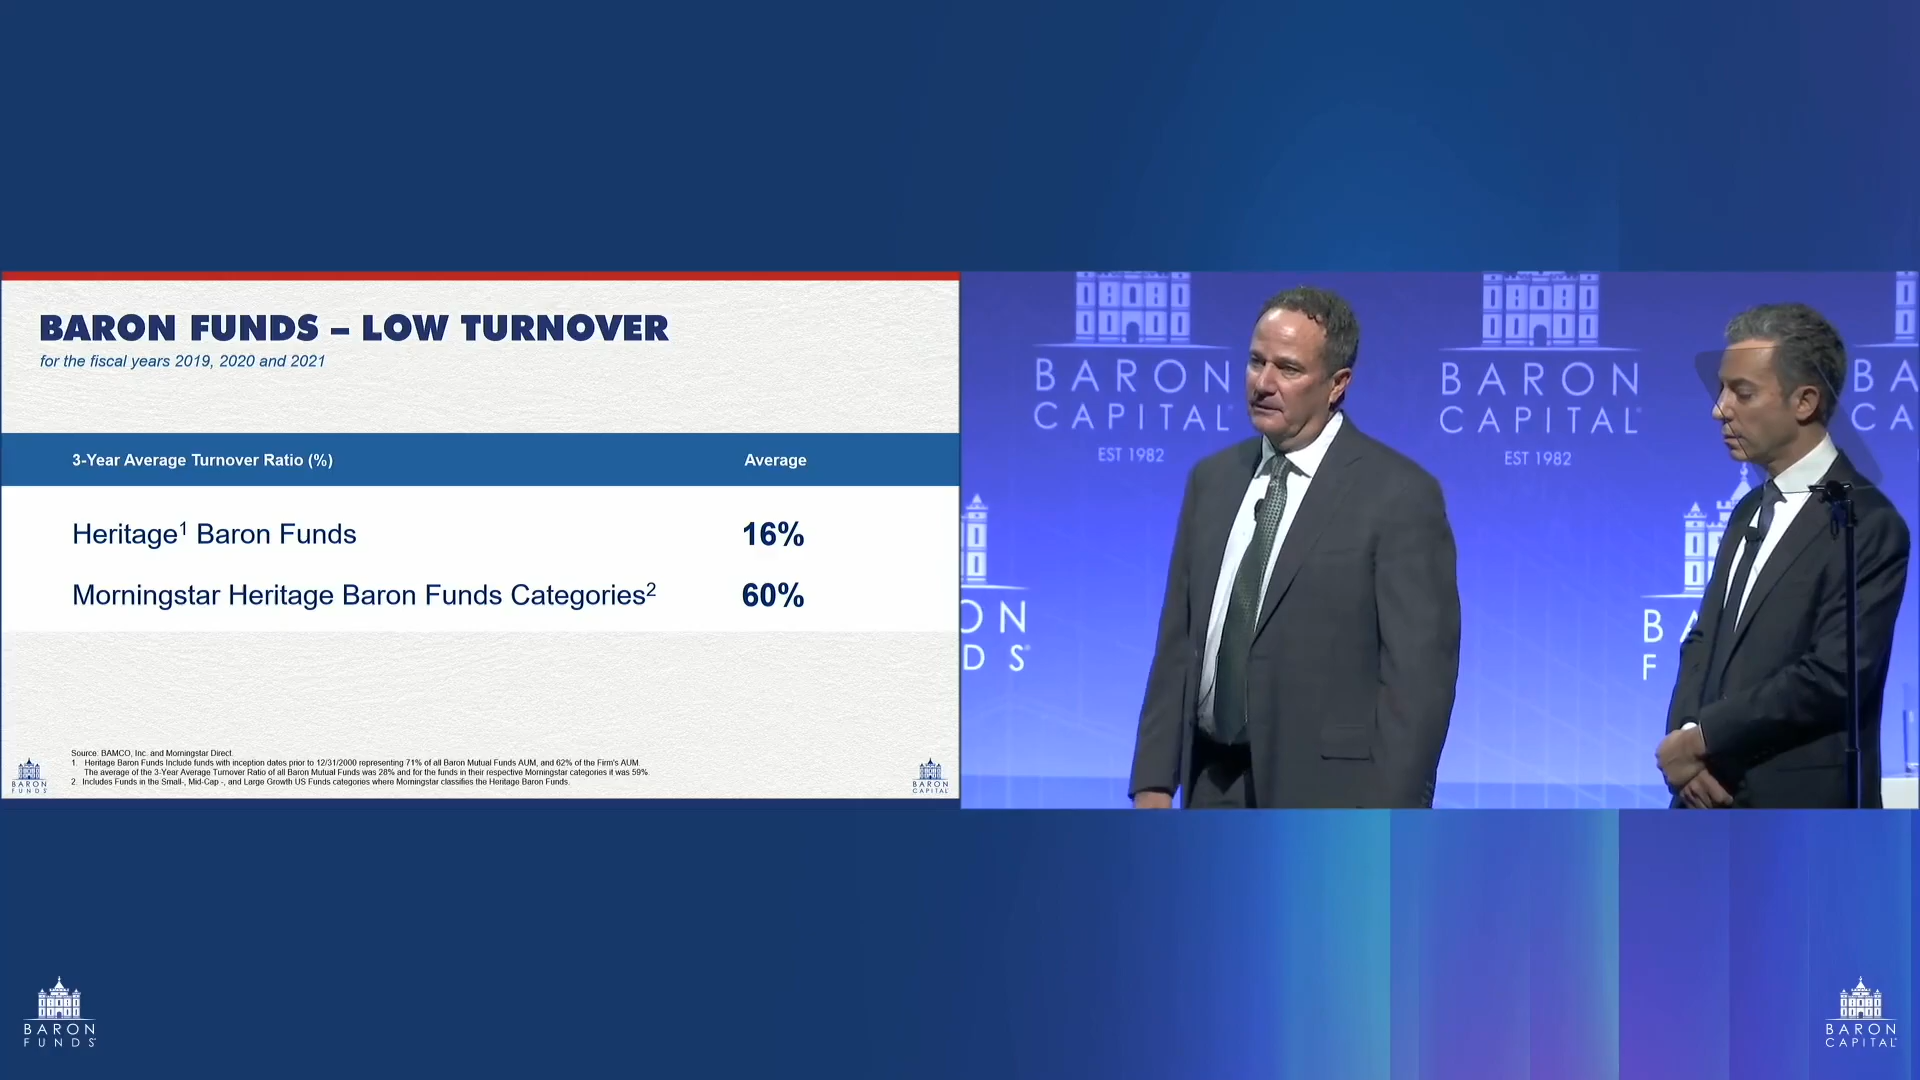 BARON FUNDS – LOW TURNOVER
for the fiscal years 2019, 2020 and 2021
3-Year Average Turnover Ratio (%) Average
Heritage¹ Baron Funds 16%
Morningstar Heritage Baron Funds Categories² 60%
Source: BAMCO, Inc. and Morningstar Direct.
1. Heritage Baron Funds Include funds with inception dates prior to 12/31/2000 representing 71% of all Baron Mutual Funds AUM, and 62% of the Firm's AUM.
The average of the 3-Year Average Turnover Ratio of all Baron Mutual Funds was 28% and for the funds in their respective Morningstar categories it was 59%.
2. Includes Funds in the Small-, Mid-Cap -, and Large Growth US Funds categories where Morningstar classifies the Heritage Baron Funds.
BARON
FUNDS
BARON
CAPITAL
BARON
CAPITAL
EST 1982
BARON
CAPITAL
EST 1982
BA
CA
ON
DS
BA
F
BARON
FUNDS
BARON
CAPITAL